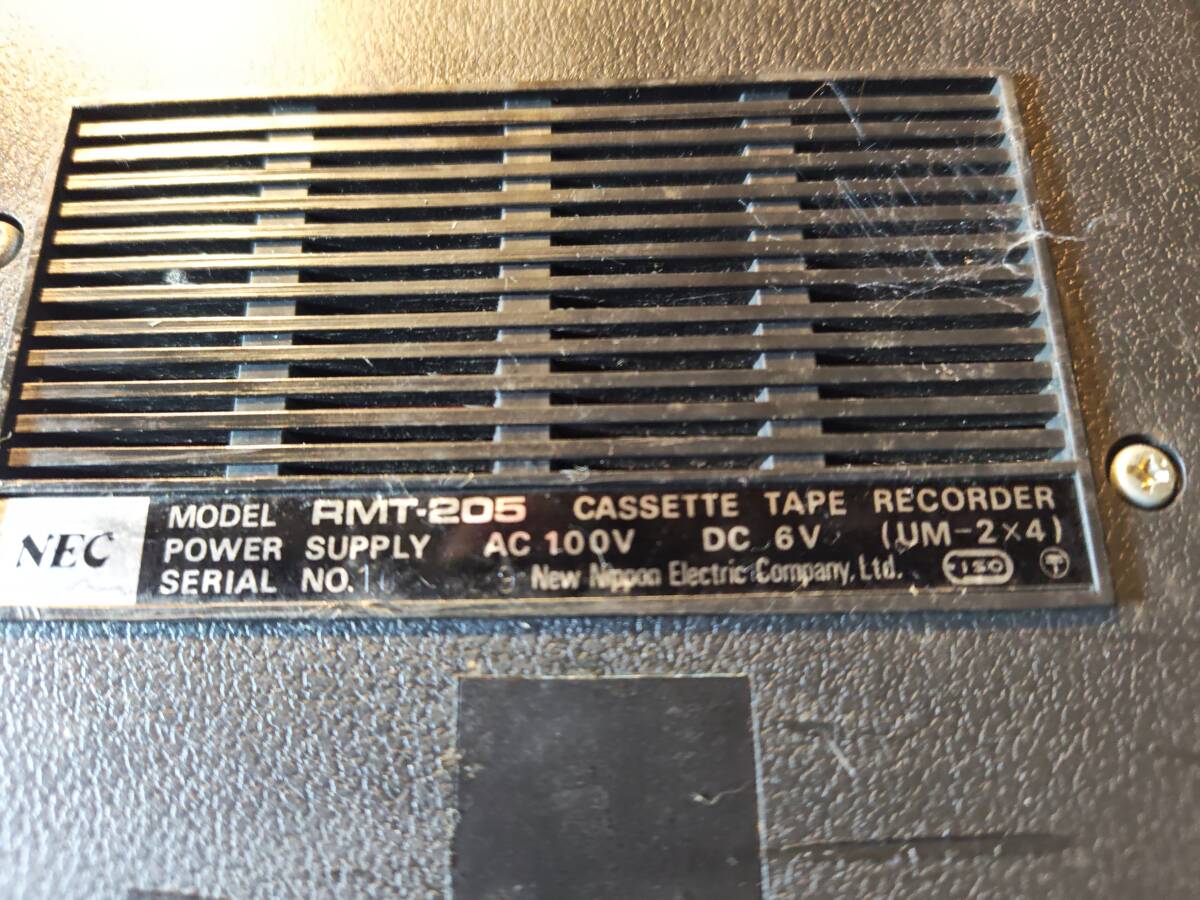 NEC
MODEL RMT-205 CASSETTE TAPE RECORDER
POWER SUPPLY AC 100V DC 6V (UM-2×4)
SERIAL NO. New Nippon Electric Company, Ltd.